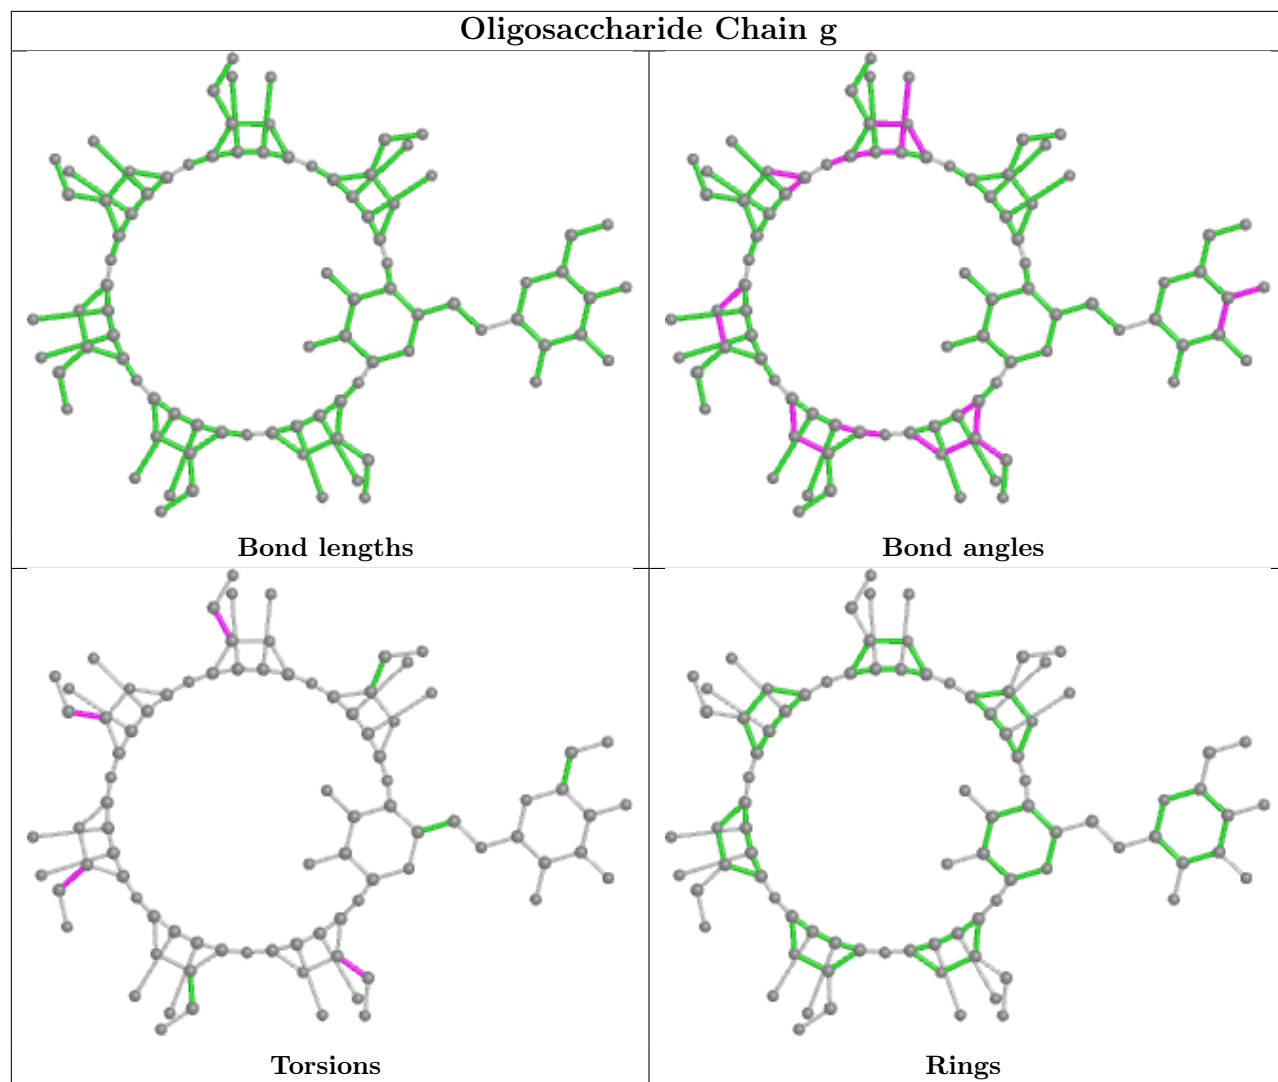 Oligosaccharide Chain g
Bond lengths
Bond angles
Torsions
Rings